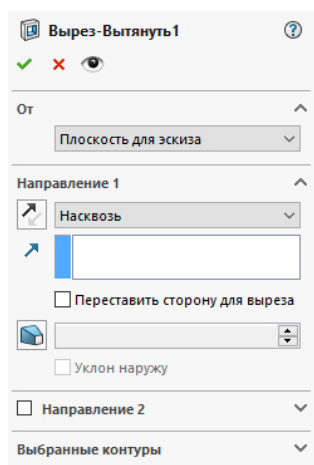 Вырез-Вытянуть1
От
Плоскость для эскиза
Направление 1
Насквозь
Переставить сторону для выреза
Уклон наружу
Направление 2
Выбранные контуры